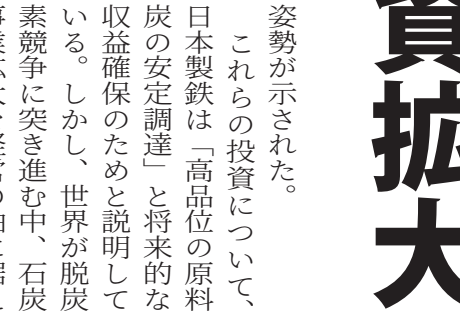 資拡大
姿勢が示された。
これらの投資について、
日本製鉄は「高品位の原料
炭の安定調達」と将来的な
収益確保のためと説明して
いる。しかし、世界が脱炭
素競争に突き進む中、石炭